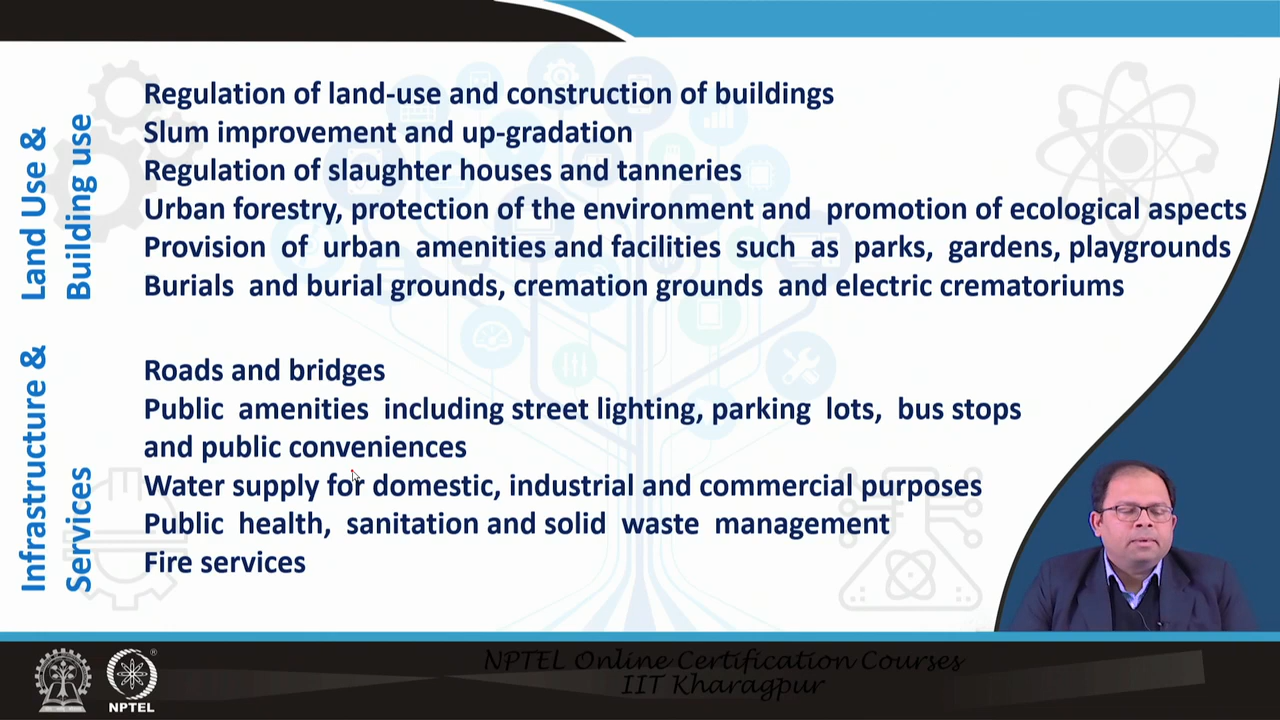 Land Use &
Building use
Regulation of land-use and construction of buildings
Slum improvement and up-gradation
Regulation of slaughter houses and tanneries
Urban forestry, protection of the environment and promotion of ecological aspects
Provision of urban amenities and facilities such as parks, gardens, playgrounds
Burials and burial grounds, cremation grounds and electric crematoriums
Infrastructure &
Services
Roads and bridges
Public amenities including street lighting, parking lots, bus stops
and public conveniences
Water supply for domestic, industrial and commercial purposes
Public health, sanitation and solid waste management
Fire services
NPTEL Online Certification Courses
IIT Kharagpur
NPTEL